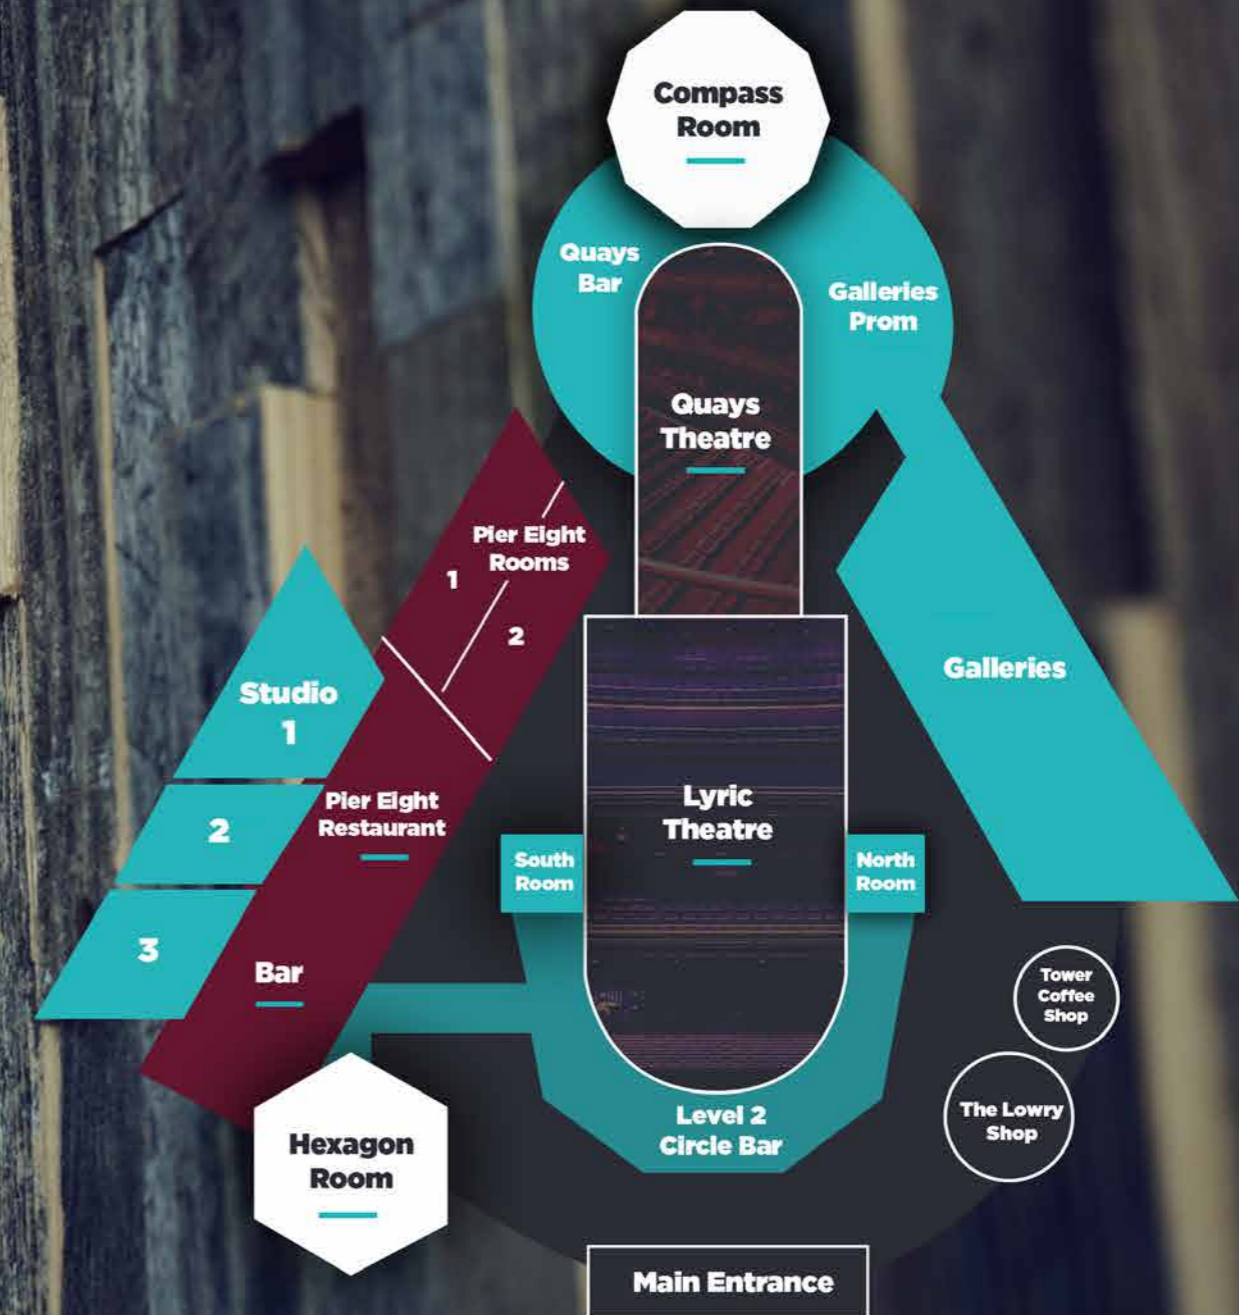 Compass
Room
Quays
Bar
Galleries
Prom
Quays
Theatre
Pier Eight
Rooms
1
2
Studio
1
Galleries
Pier Eight
Restaurant
2
Lyric
Theatre
South
Room
North
Room
3
Bar
Tower
Coffee
Shop
The Lowry
Shop
Level 2
Circle Bar
Hexagon
Room
Main Entrance